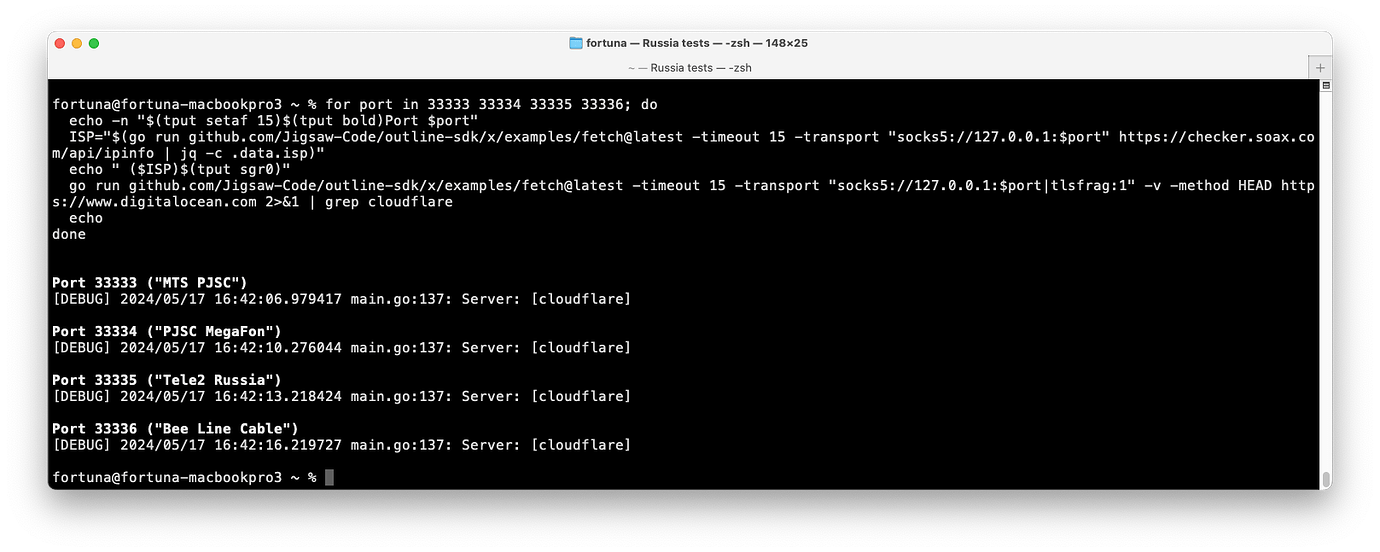 fortuna — Russia tests — -zsh — 148×25
~ — Russia tests — -zsh
+
fortuna@fortuna-macbookpro3 ~ % for port in 33333 33334 33335 33336; do
  echo -n "$(tput setaf 15)$(tput bold)Port $port"
  ISP="$(go run github.com/Jigsaw-Code/outline-sdk/x/examples/fetch@latest -timeout 15 -transport "socks5://127.0.0.1:$port" https://checker.soax.co
m/api/ipinfo | jq -c .data.isp)"
  echo " ($ISP)$(tput sgr0)"
  go run github.com/Jigsaw-Code/outline-sdk/x/examples/fetch@latest -timeout 15 -transport "socks5://127.0.0.1:$port|tlsfrag:1" -v -method HEAD http
s://www.digitalocean.com 2>&1 | grep cloudflare
  echo
done
Port 33333 ("MTS PJSC")
[DEBUG] 2024/05/17 16:42:06.979417 main.go:137: Server: [cloudflare]
Port 33334 ("PJSC MegaFon")
[DEBUG] 2024/05/17 16:42:10.276044 main.go:137: Server: [cloudflare]
Port 33335 ("Tele2 Russia")
[DEBUG] 2024/05/17 16:42:13.218424 main.go:137: Server: [cloudflare]
Port 33336 ("Bee Line Cable")
[DEBUG] 2024/05/17 16:42:16.219727 main.go:137: Server: [cloudflare]
fortuna@fortuna-macbookpro3 ~ %